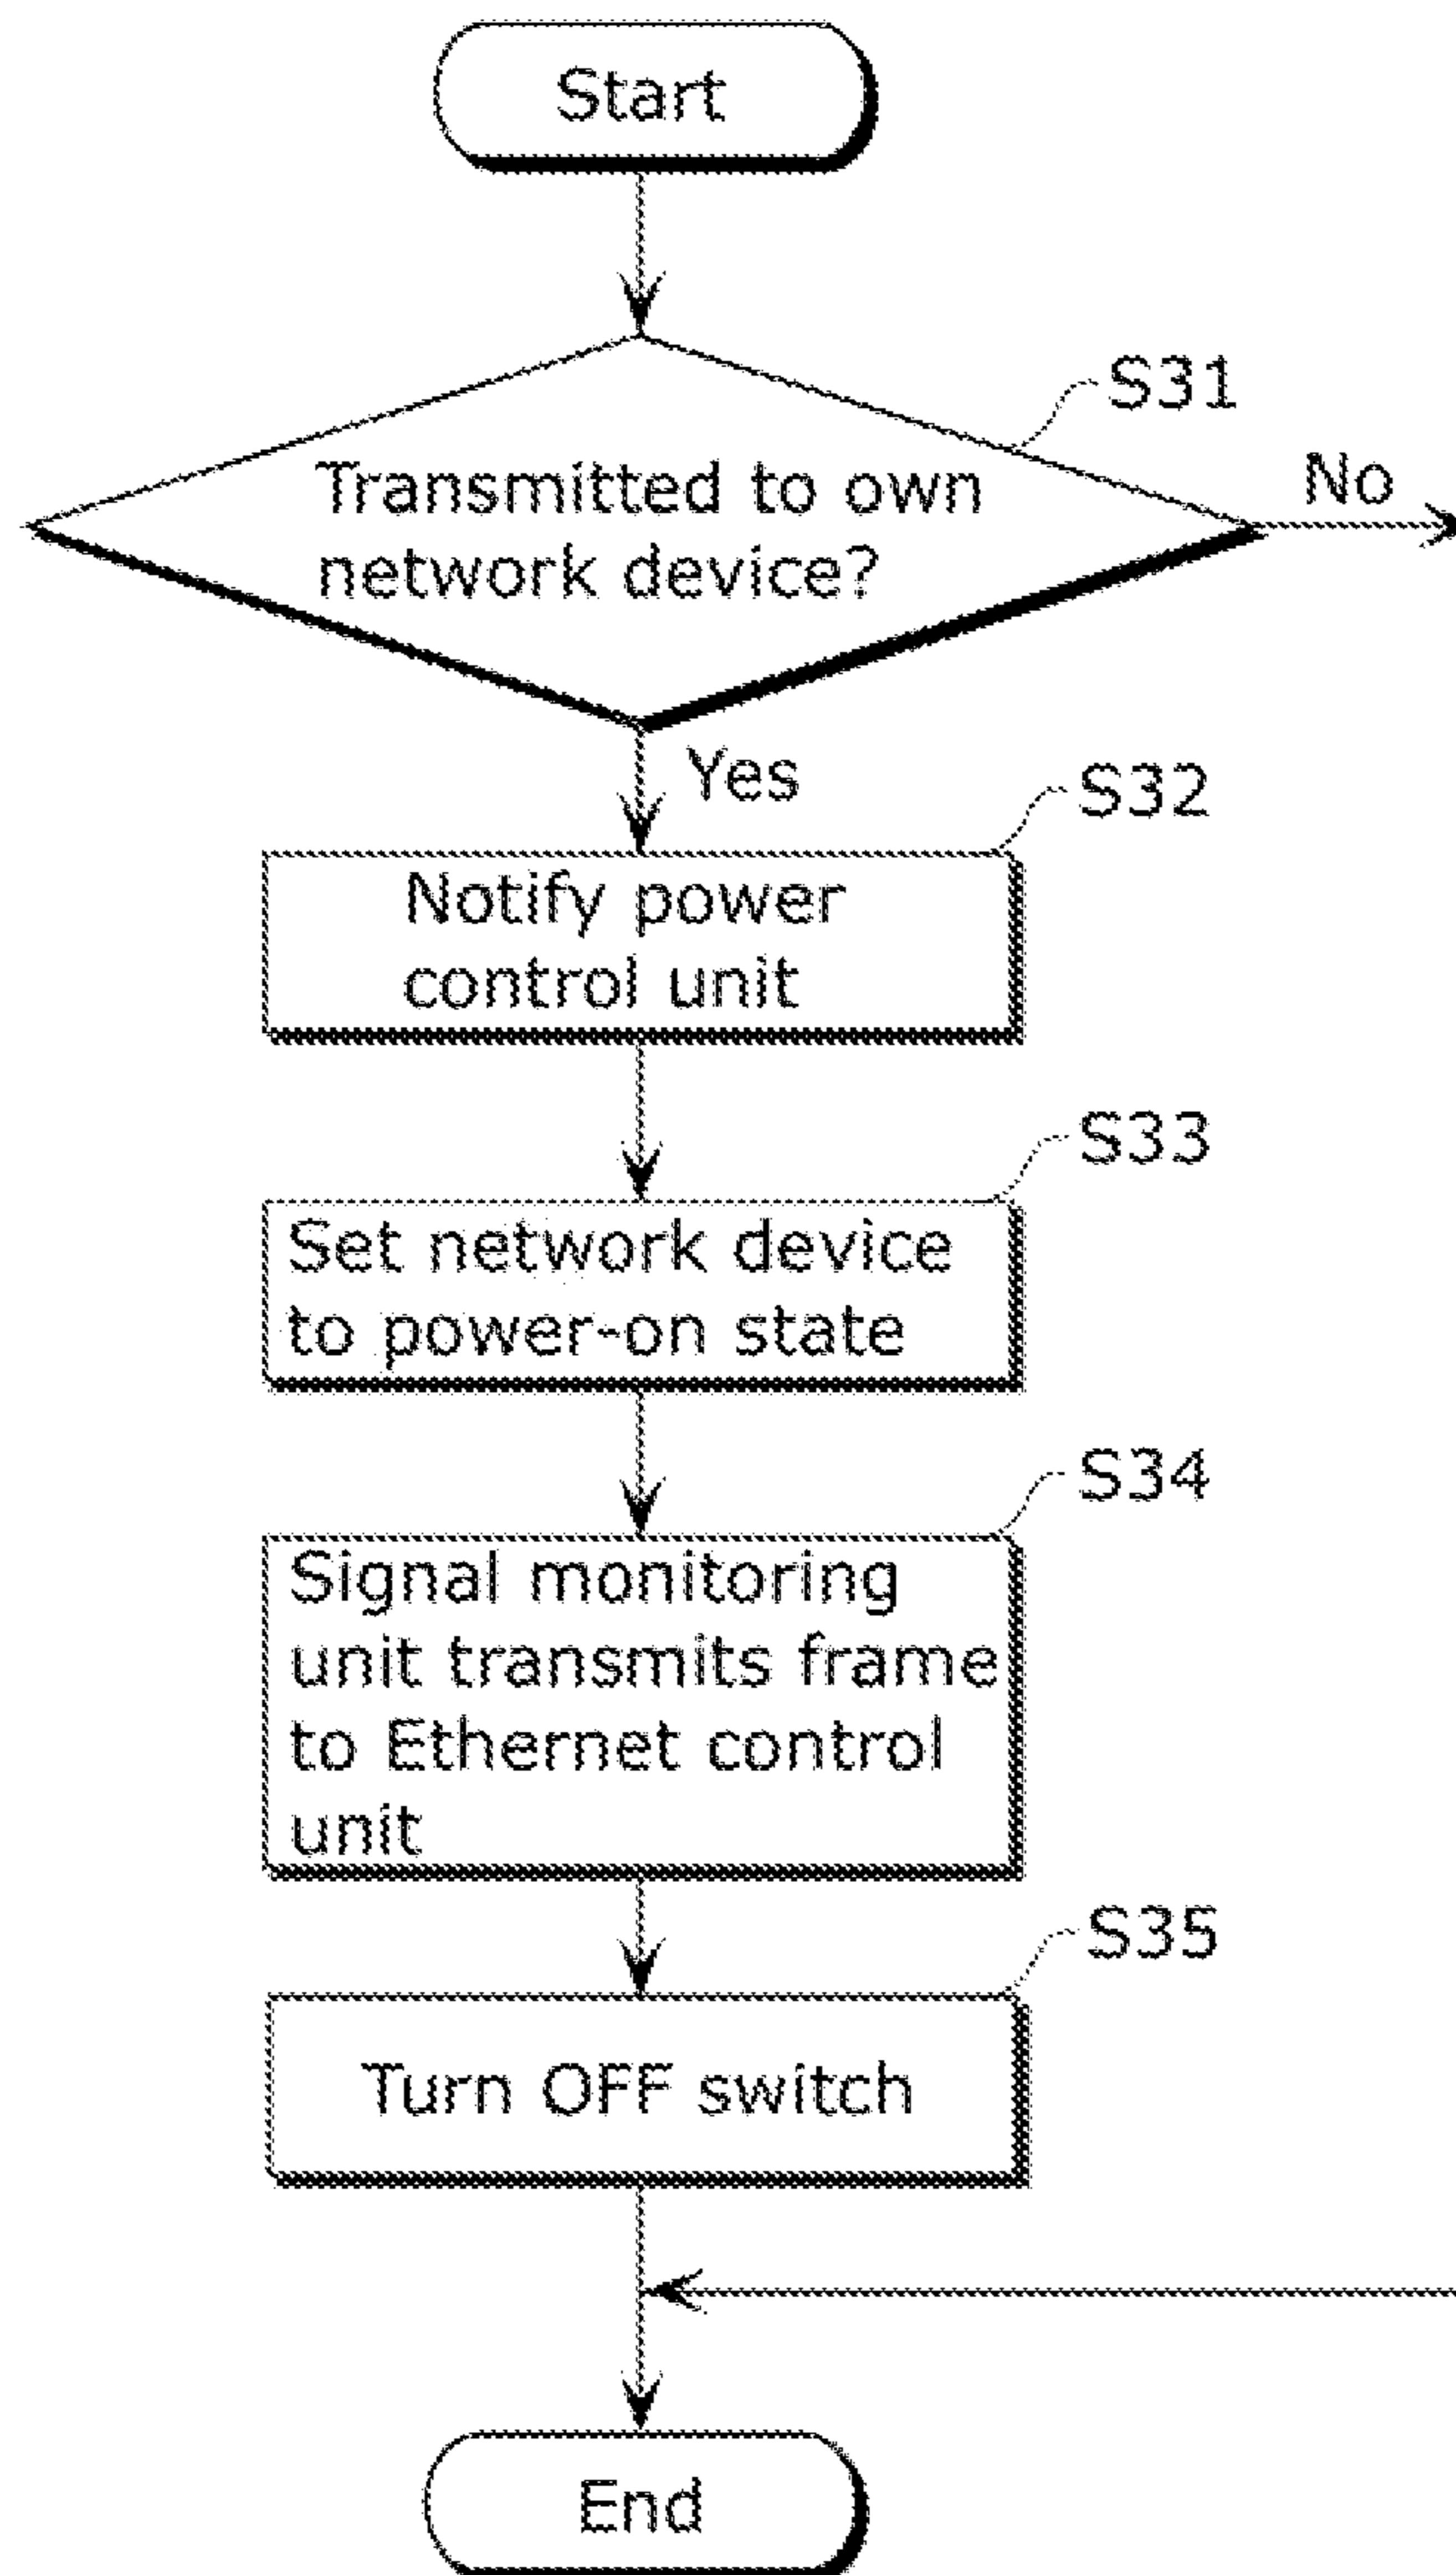 Start
S31
Transmitted to own
network device?
No
Yes
S32
Notify power
control unit
S33
Set network device
to power-on state
S34
Signal monitoring
unit transmits frame
to Ethernet control
unit
S35
Turn OFF switch
End